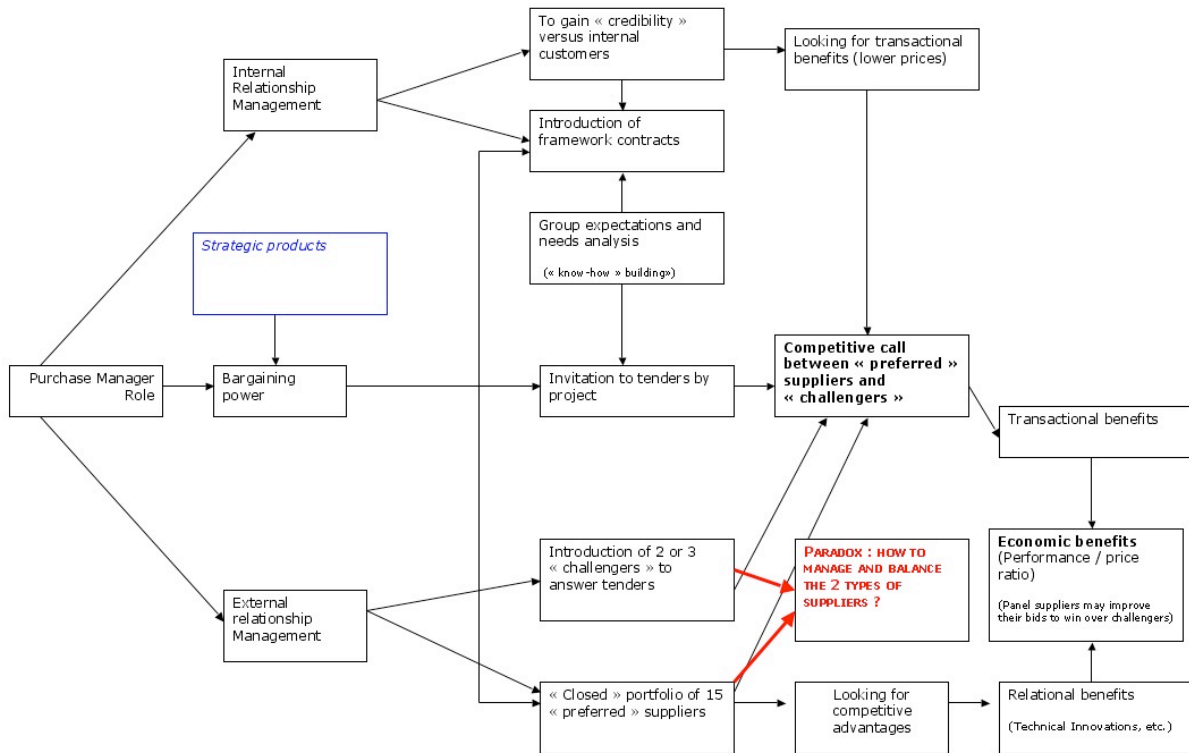 To gain « credibility »
versus internal
customers
Looking for transactional
benefits (lower prices)
Internal
Relationship
Management
Introduction of
framework contracts
Group expectations and
needs analysis
(« know-how » building»)
Strategic products
Purchase Manager
Role
Bargaining
power
Invitation to tenders by
project
Competitive call
between « preferred »
suppliers and
« challengers »
Transactional benefits
Introduction of 2 or 3
« challengers » to
answer tenders
PARADOX : HOW TO
MANAGE AND BALANCE
THE 2 TYPES OF
SUPPLIERS ?
Economic benefits
(Performance / price
ratio)
(Panel suppliers may improve
their bids to win over challengers)
External
relationship
Management
« Closed » portfolio of 15
« preferred » suppliers
Looking for
competitive
advantages
Relational benefits
(Technical Innovations, etc.)